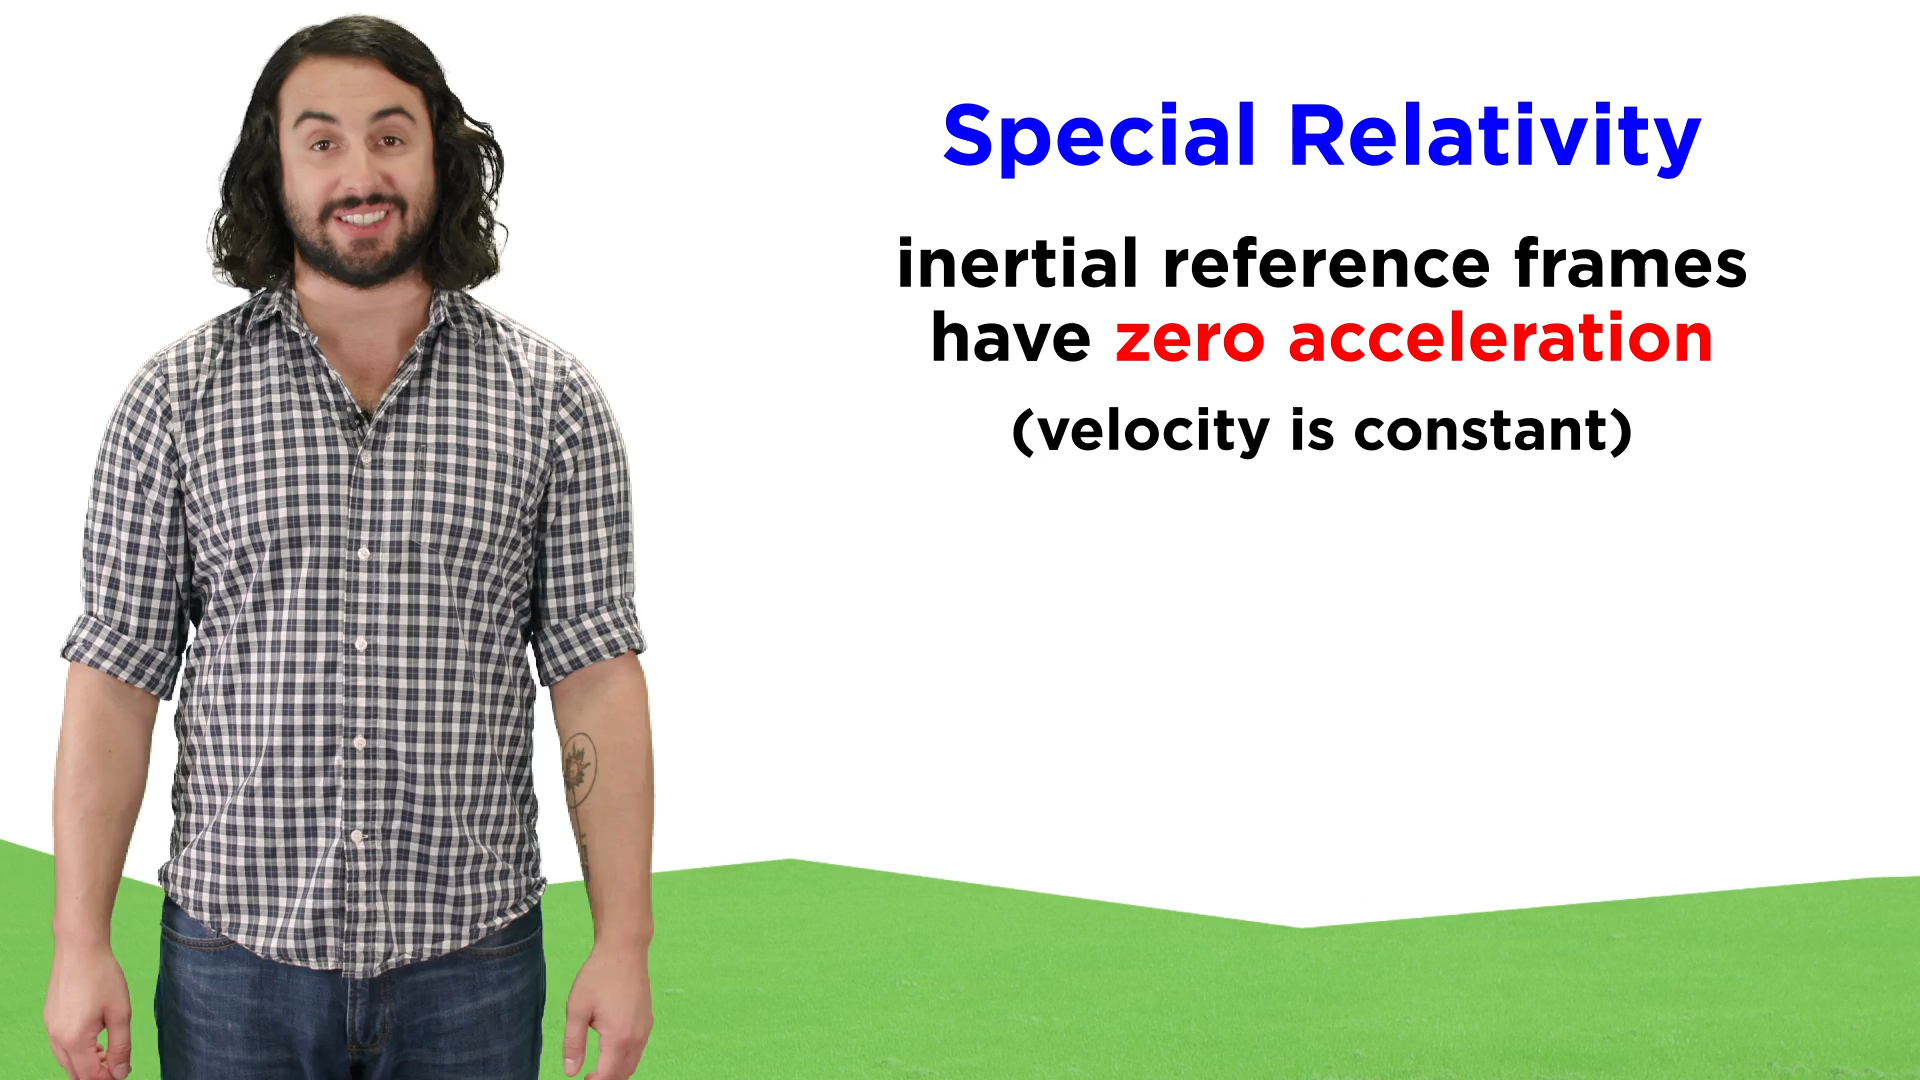 Special Relativity
inertial reference frames
have zero acceleration
(velocity is constant)